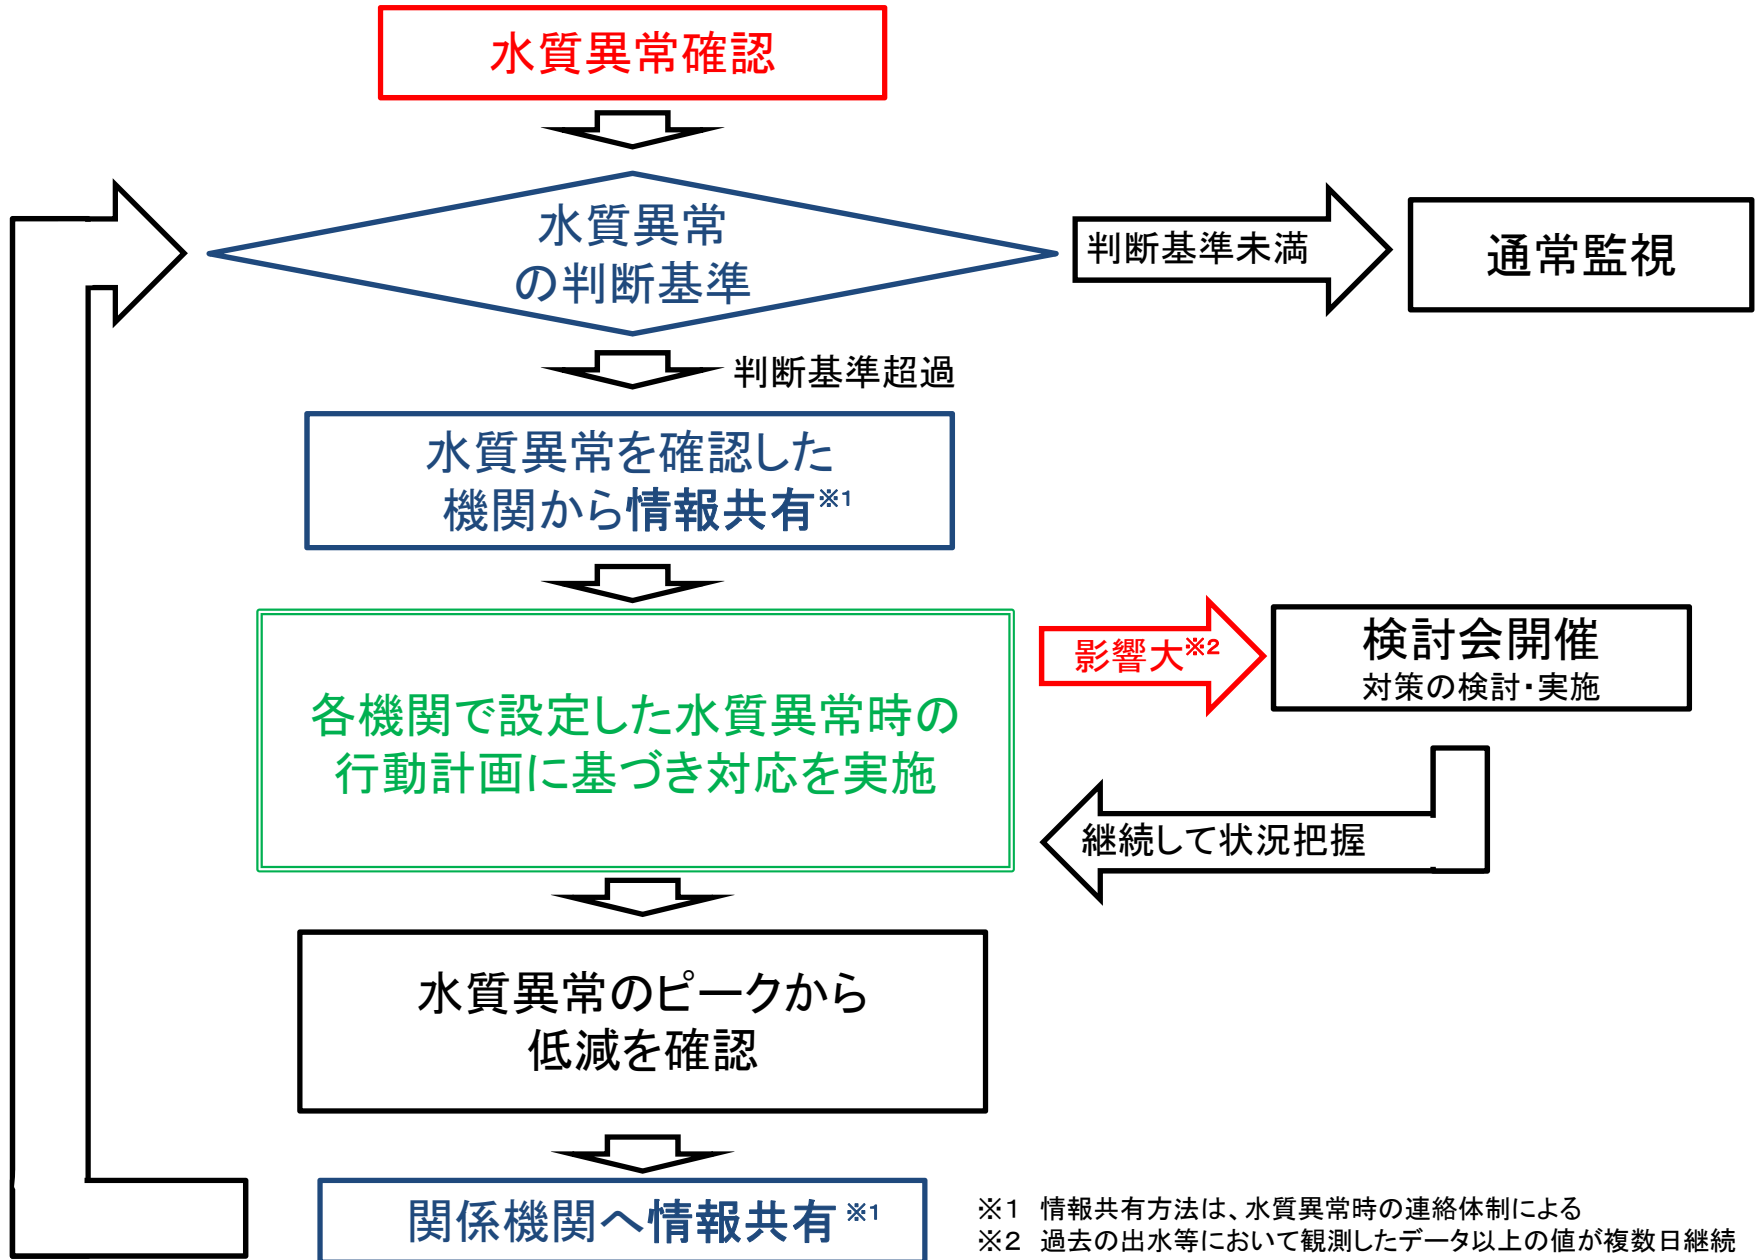 水質異常確認
水質異常
の判断基準
判断基準未満
通常監視
判断基準超過
水質異常を確認した
機関から情報共有※1
各機関で設定した水質異常時の
行動計画に基づき対応を実施
影響大※2
検討会開催
対策の検討・実施
継続して状況把握
水質異常のピークから
低減を確認
関係機関へ情報共有※1
※1 情報共有方法は、水質異常時の連絡体制による
※2 過去の出水等において観測したデータ以上の値が複数日継続